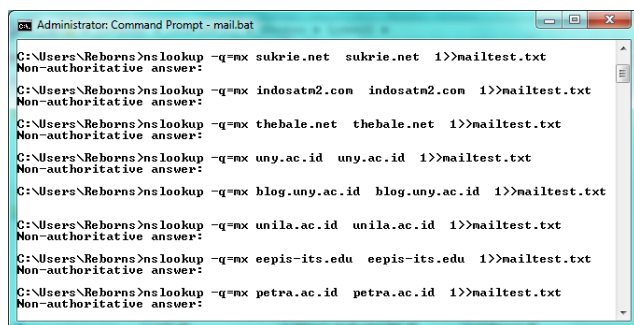 Administrator: Command Prompt - mail.bat
C:\Users\Reborns>nslookup -q=mx sukrie.net  sukrie.net  1>>mailtest.txt
Non-authoritative answer:
C:\Users\Reborns>nslookup -q=mx indosatm2.com  indosatm2.com  1>>mailtest.txt
Non-authoritative answer:
C:\Users\Reborns>nslookup -q=mx thebale.net  thebale.net  1>>mailtest.txt
Non-authoritative answer:
C:\Users\Reborns>nslookup -q=mx uny.ac.id  uny.ac.id  1>>mailtest.txt
Non-authoritative answer:
C:\Users\Reborns>nslookup -q=mx blog.uny.ac.id  blog.uny.ac.id  1>>mailtest.txt
C:\Users\Reborns>nslookup -q=mx unila.ac.id  unila.ac.id  1>>mailtest.txt
Non-authoritative answer:
C:\Users\Reborns>nslookup -q=mx eepis-its.edu  eepis-its.edu  1>>mailtest.txt
Non-authoritative answer:
C:\Users\Reborns>nslookup -q=mx petra.ac.id  petra.ac.id  1>>mailtest.txt
Non-authoritative answer: